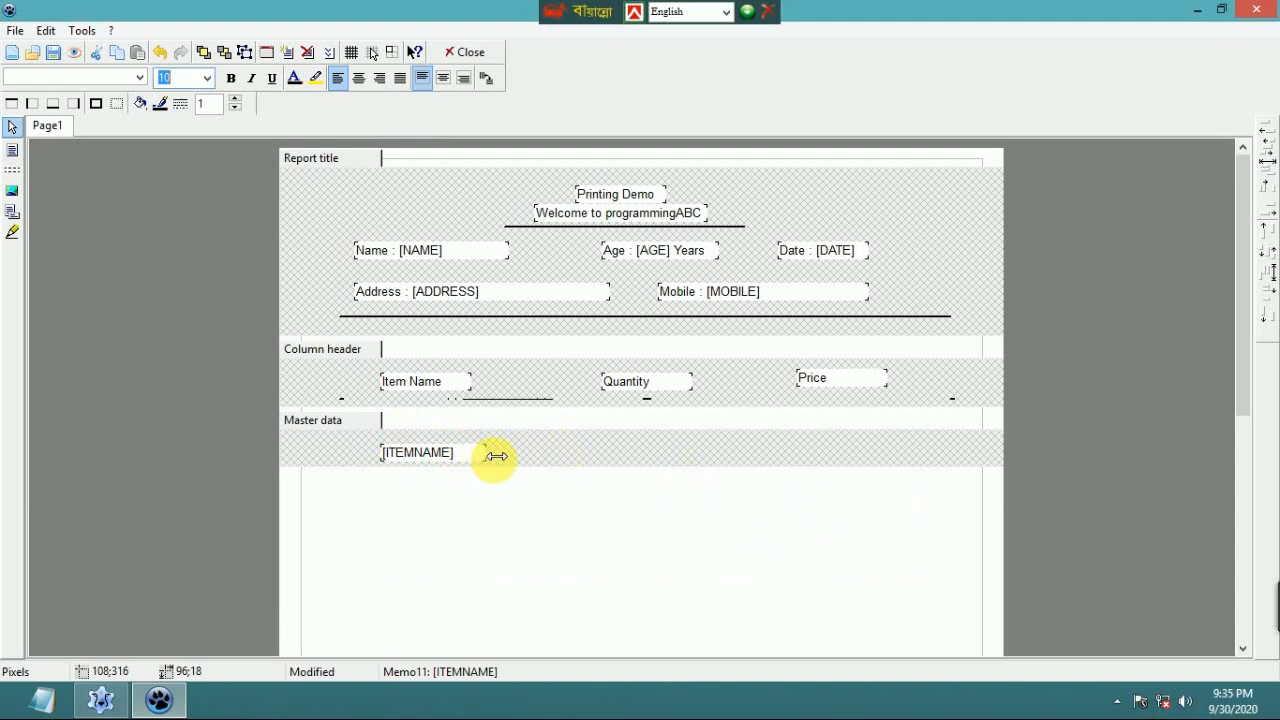 বায়ান্নো English
File Edit Tools ?
Close
10 B I U A
1
Page1
Report title
Printing Demo
Welcome to programmingABC
Name : [NAME] Age : [AGE] Years Date : [DATE]
Address : [ADDRESS] Mobile : [MOBILE]
Column header
Item Name Quantity Price
Master data
[ITEMNAME]
Pixels 108;316 96;18 Modified Memo11: [ITEMNAME]
9:35 PM
9/30/2020